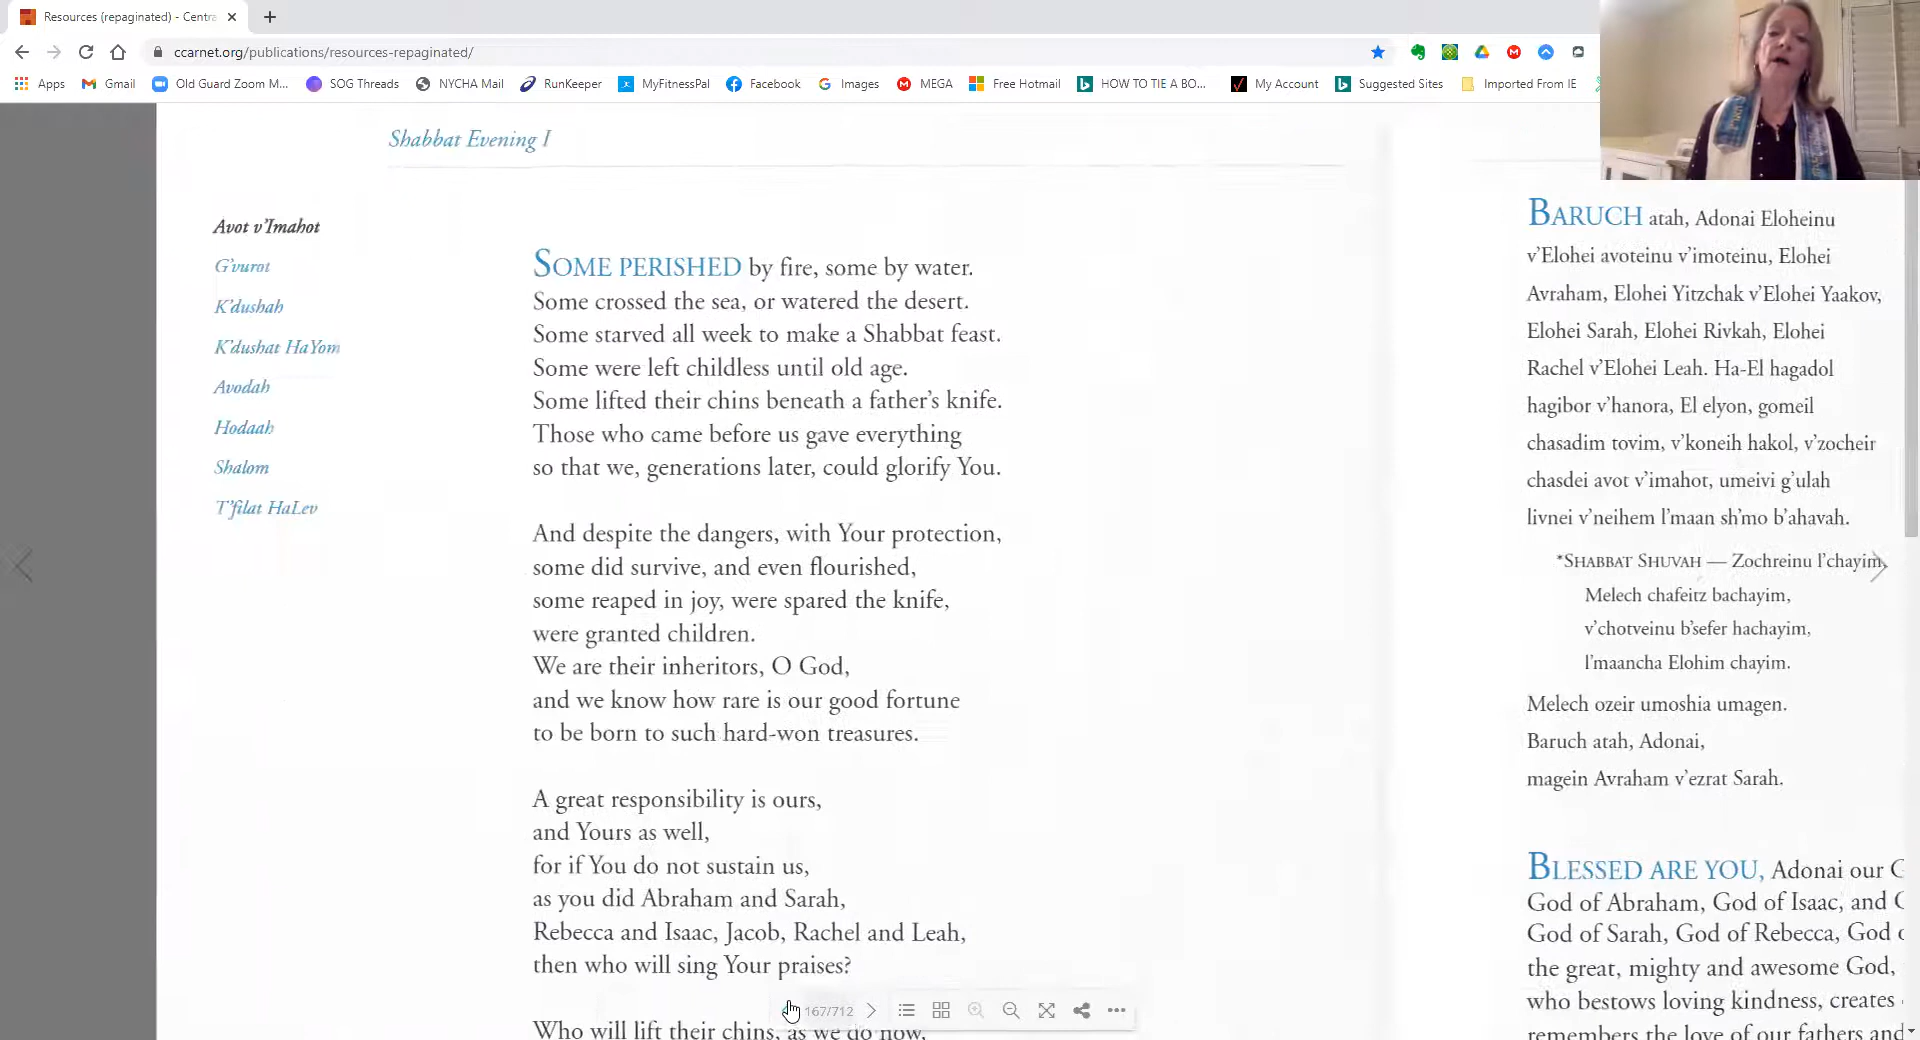 Resources (repaginated) - Centra
ccarnet.org/publications/resources-repaginated/
Apps
Gmail
Old Guard Zoom M...
SOG Threads
NYCHA Mail
RunKeeper
MyFitnessPal
Facebook
Images
MEGA
Free Hotmail
HOW TO TIE A BO...
My Account
Suggested Sites
Imported From IE
Shabbat Evening I
Avot v'Imahot
G'vurot
K'dushah
K'dushat HaYom
Avodah
Hodaah
Shalom
T'filat HaLev
SOME PERISHED by fire, some by water.
Some crossed the sea, or watered the desert.
Some starved all week to make a Shabbat feast.
Some were left childless until old age.
Some lifted their chins beneath a father's knife.
Those who came before us gave everything
so that we, generations later, could glorify You.
And despite the dangers, with Your protection,
some did survive, and even flourished,
some reaped in joy, were spared the knife,
were granted children.
We are their inheritors, O God,
and we know how rare is our good fortune
to be born to such hard-won treasures.
A great responsibility is ours,
and Yours as well,
for if You do not sustain us,
as you did Abraham and Sarah,
Rebecca and Isaac, Jacob, Rachel and Leah,
then who will sing Your praises?
Who will lift their chins, as we do now,
167/712
BARUCH atah, Adonai Eloheinu
v'Elohei avoteinu v'imoteinu, Elohei
Avraham, Elohei Yitzchak v'Elohei Yaakov,
Elohei Sarah, Elohei Rivkah, Elohei
Rachel v'Elohei Leah. Ha-El hagadol
hagibor v'hanora, El elyon, gomeil
chasadim tovim, v'koneih hakol, v'zocheir
chasdei avot v'imahot, umeivi g'ulah
livnei v'neihem l'maan sh'mo b'ahavah.
*SHABBAT SHUVAH — Zochreinu l'chayim,
Melech chafeitz bachayim,
v'chotveinu b'sefer hachayim,
l'maancha Elohim chayim.
Melech ozeir umoshia umagen.
Baruch atah, Adonai,
magein Avraham v'ezrat Sarah.
BLESSED ARE YOU, Adonai our G
God of Abraham, God of Isaac, and G
God of Sarah, God of Rebecca, God o
the great, mighty and awesome God,
who bestows loving kindness, creates
remembers the love of our fathers and